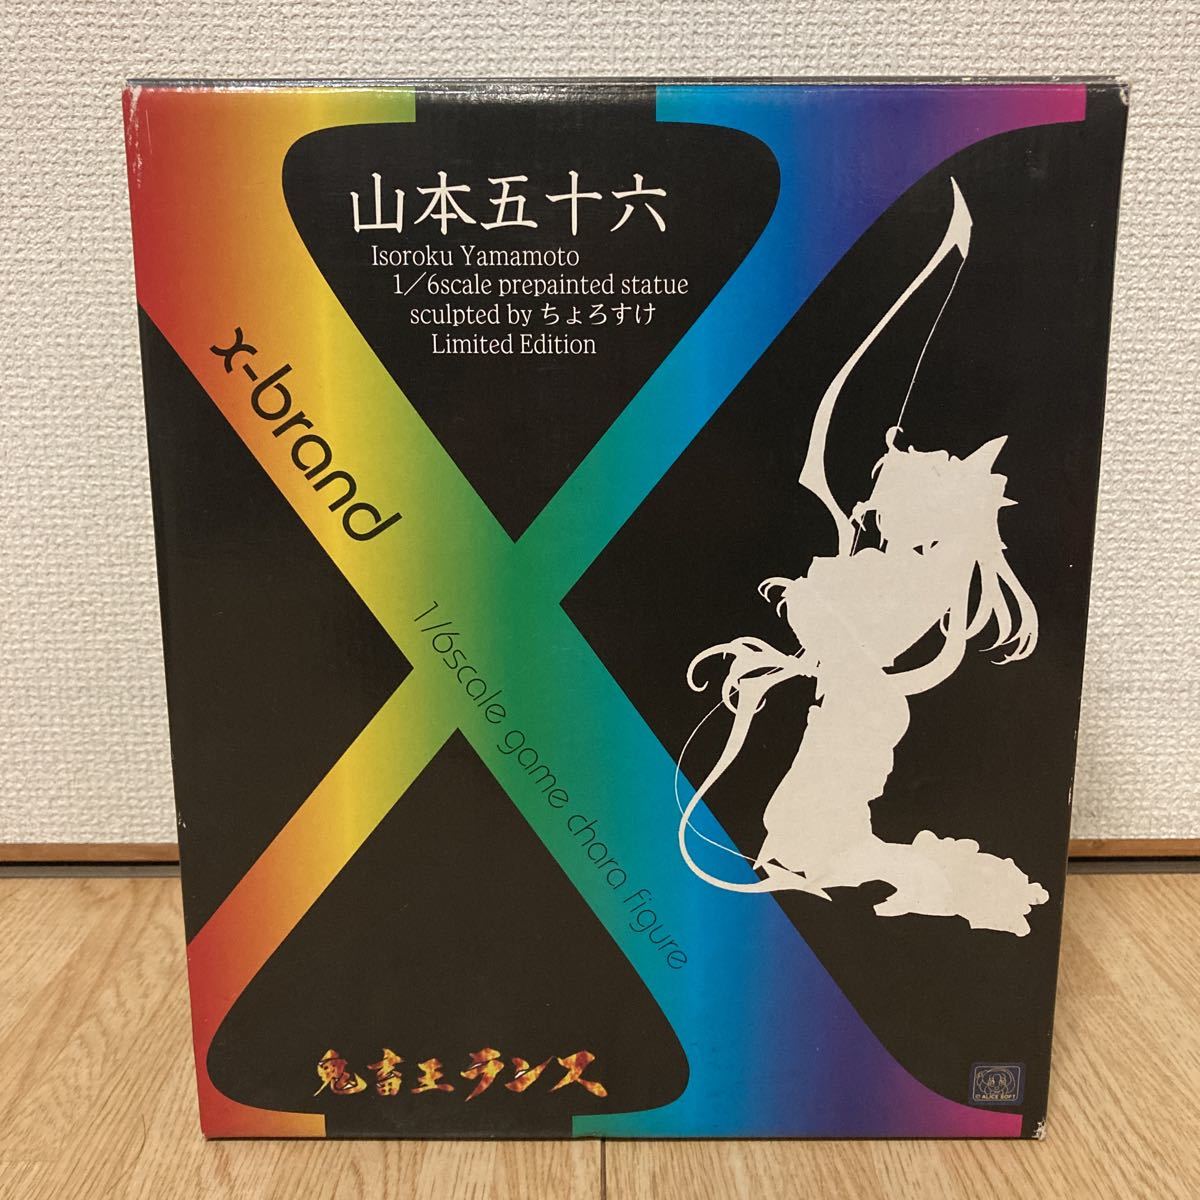 山本五十六
Isoroku Yamamoto
1/6scale prepainted statue
sculpted by ちょろすけ
Limited Edition
x-brand
1/6scale game chara figure
鬼畜王ランス
© ALICE SOFT